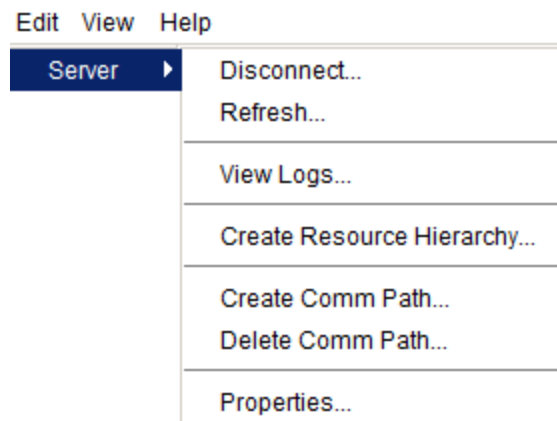 Edit View Help
Server Disconnect...
Refresh...
View Logs...
Create Resource Hierarchy...
Create Comm Path...
Delete Comm Path...
Properties...